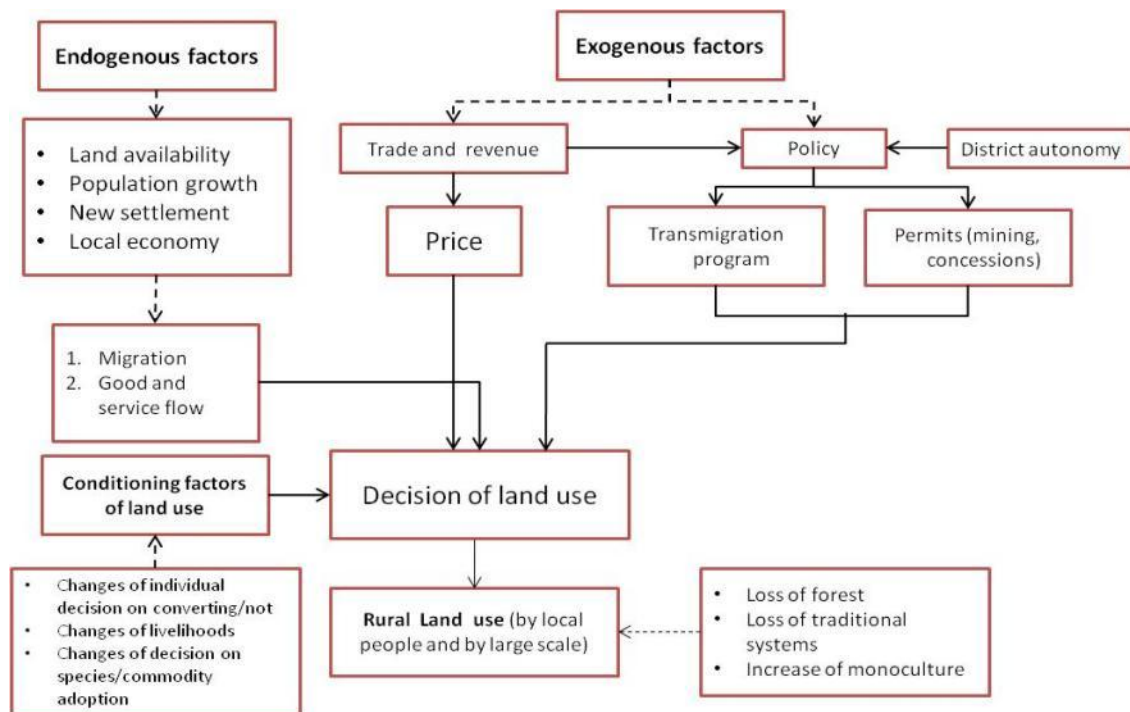 Endogenous factors
Exogenous factors
• Land availability
• Population growth
• New settlement
• Local economy
Trade and revenue
Policy
District autonomy
Price
Transmigration
program
Permits (mining,
concessions)
1. Migration
2. Good and
service flow
Conditioning factors
of land use
Decision of land use
• Changes of individual
decision on converting/not
• Changes of livelihoods
• Changes of decision on
species/commodity
adoption
Rural Land use (by local
people and by large scale)
• Loss of forest
• Loss of traditional
systems
• Increase of monoculture